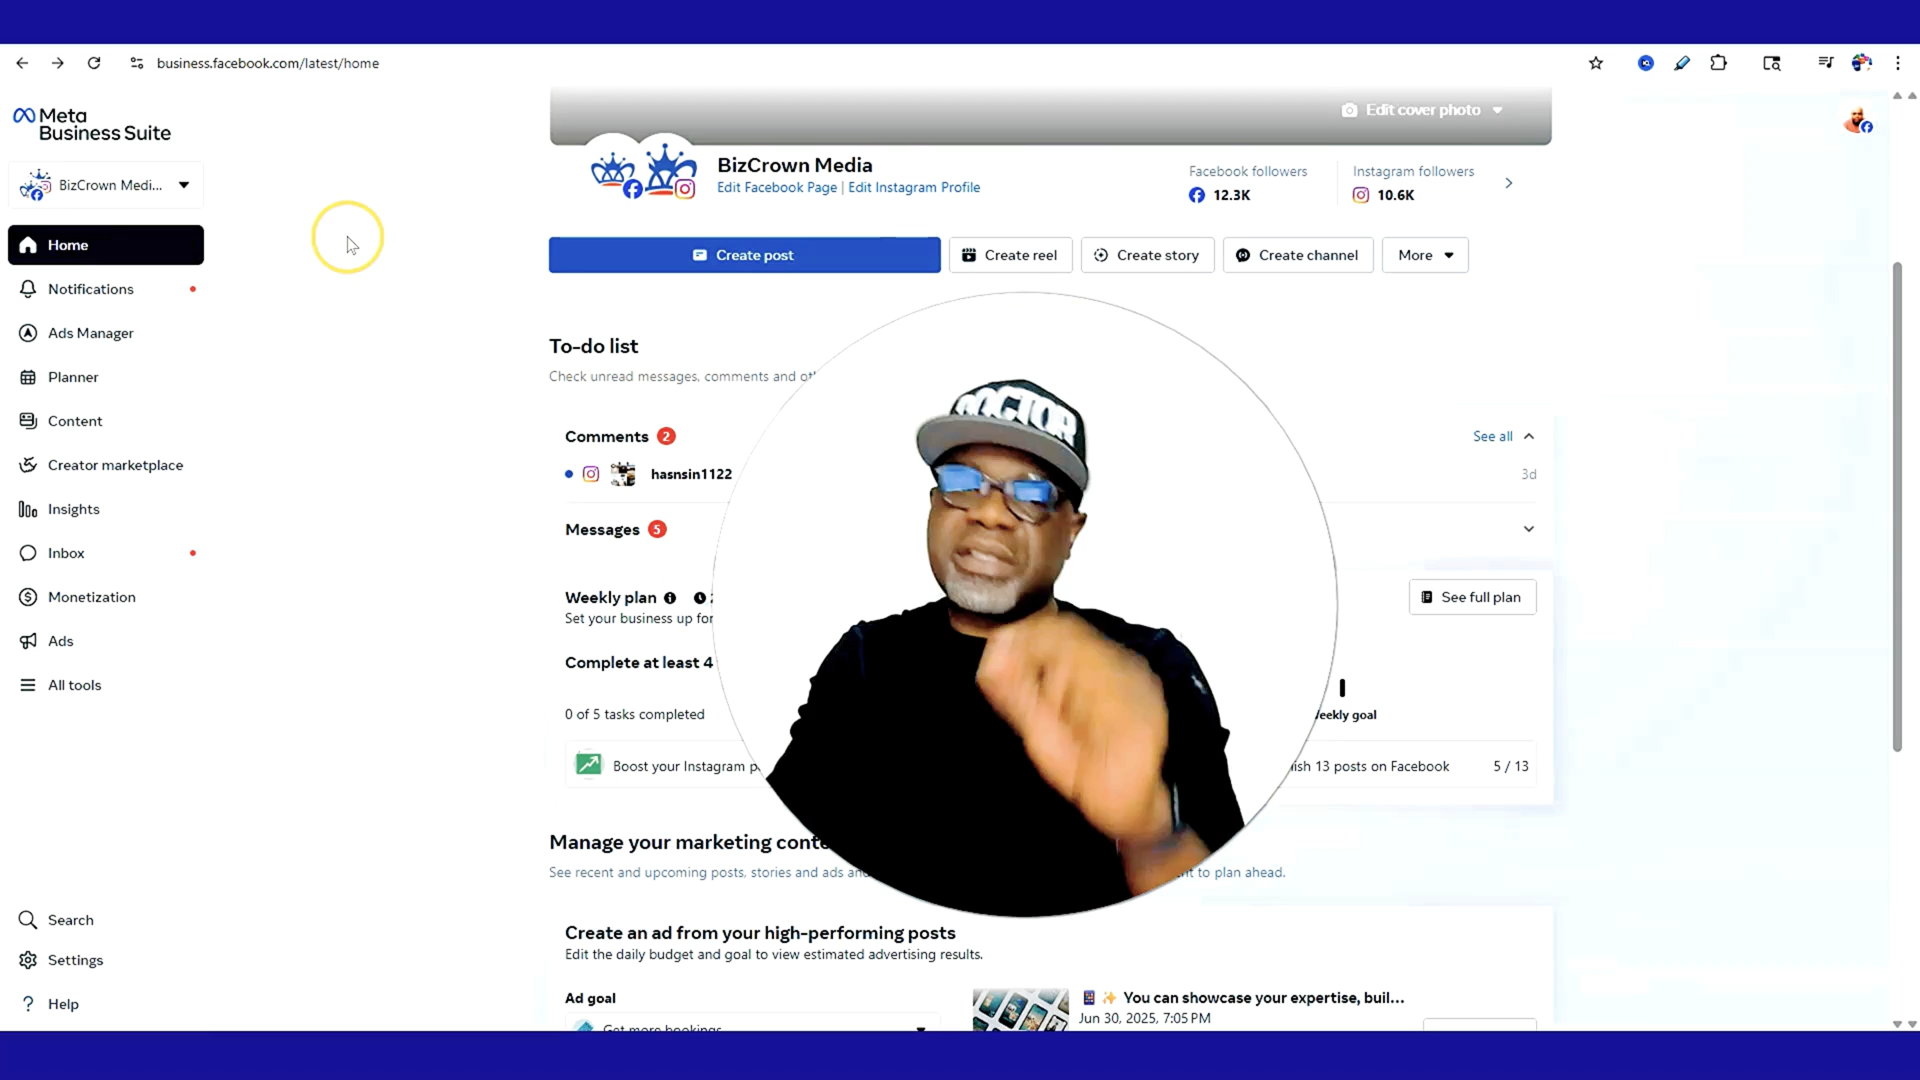 business.facebook.com/latest/home
Meta
Business Suite
BizCrown Medi...
Home
Notifications
Ads Manager
Planner
Content
Creator marketplace
Insights
Inbox
Monetization
Ads
All tools
Search
Settings
Help
Edit cover photo
BizCrown Media
Edit Facebook Page | Edit Instagram Profile
Facebook followers
12.3K
Instagram followers
10.6K
Create post
Create reel
Create story
Create channel
More
To-do list
Check unread messages, comments and
DOCTOR
Comments 2
See all
hasnsin1122
3d
Messages 5
Weekly plan
See full plan
Set your business up for
Complete at least 4
0 of 5 tasks completed
goal
Boost your Instagram
13 posts on Facebook
5 / 13
Manage your marketing
See recent and upcoming posts, stories and ads
to plan ahead.
Create an ad from your high-performing posts
Edit the daily budget and goal to view estimated advertising results.
Ad goal
Get more bookings
You can showcase your expertise, buil...
Jun 30, 2025, 7:05 PM